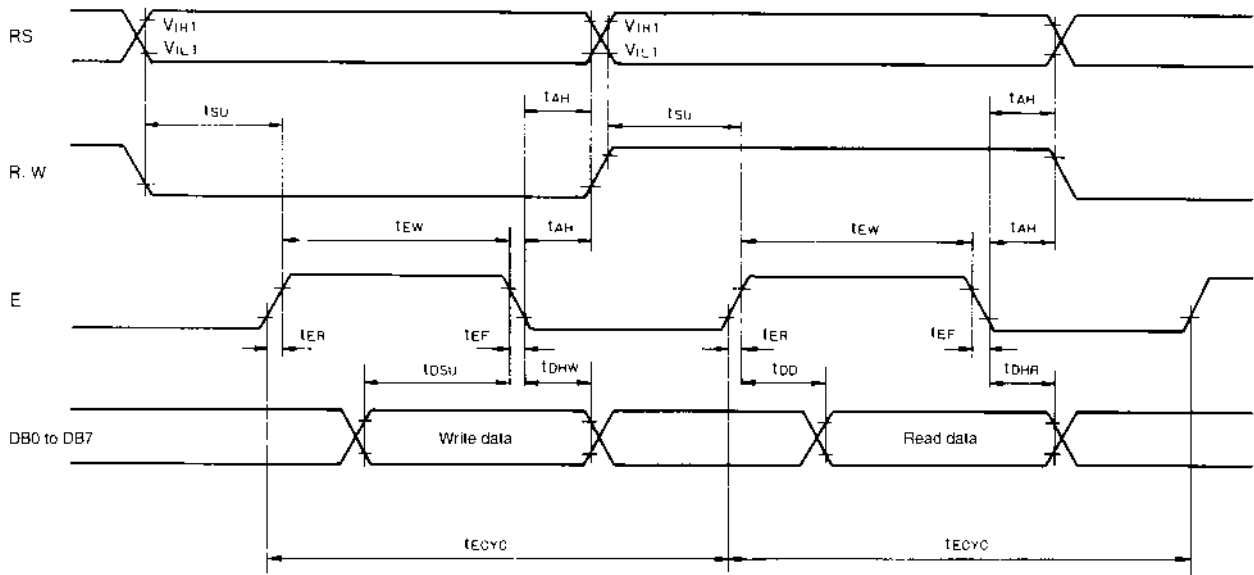 RS
VIH1
VIL1
VIH1
VIL1
tAH
tAH
tSU
tSU
R. W
tEW
tAH
tEW
tAH
E
tER
tEF
tER
tEF
tDSU
tDHW
tDD
tDHR
DB0 to DB7
Write data
Read data
tECYC
tECYC